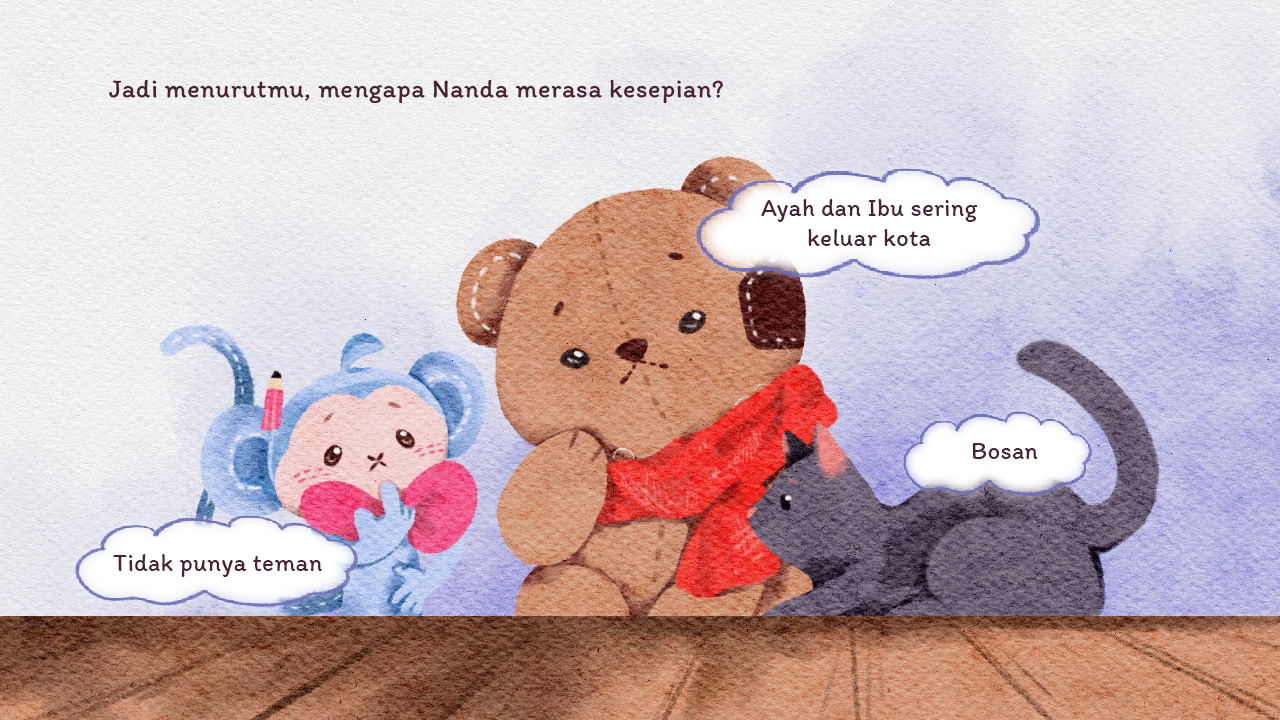 Jadi menurutmu, mengapa Nanda merasa kesepian?
Ayah dan Ibu sering
keluar kota
Bosan
Tidak punya teman